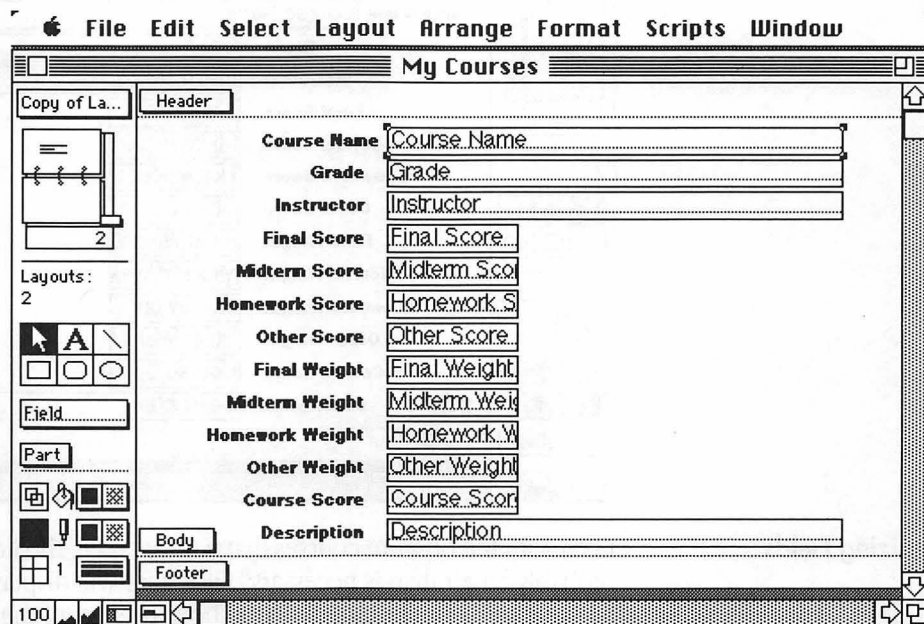 File Edit Select Layout Arrange Format Scripts Window
My Courses
Copy of La...
Header
Course Name Course Name
Grade Grade
Instructor Instructor
2
Final Score Final Score
Layouts:
2
Midterm Score Midterm Scor
Homework Score Homework S
A
Other Score Other Score
Final Weight Final Weight
Field
Midterm Weight Midterm Weig
Homework Weight Homework W
Part
Other Weight Other Weight
Course Score Course Score
Description Description
Body
1
Footer
100